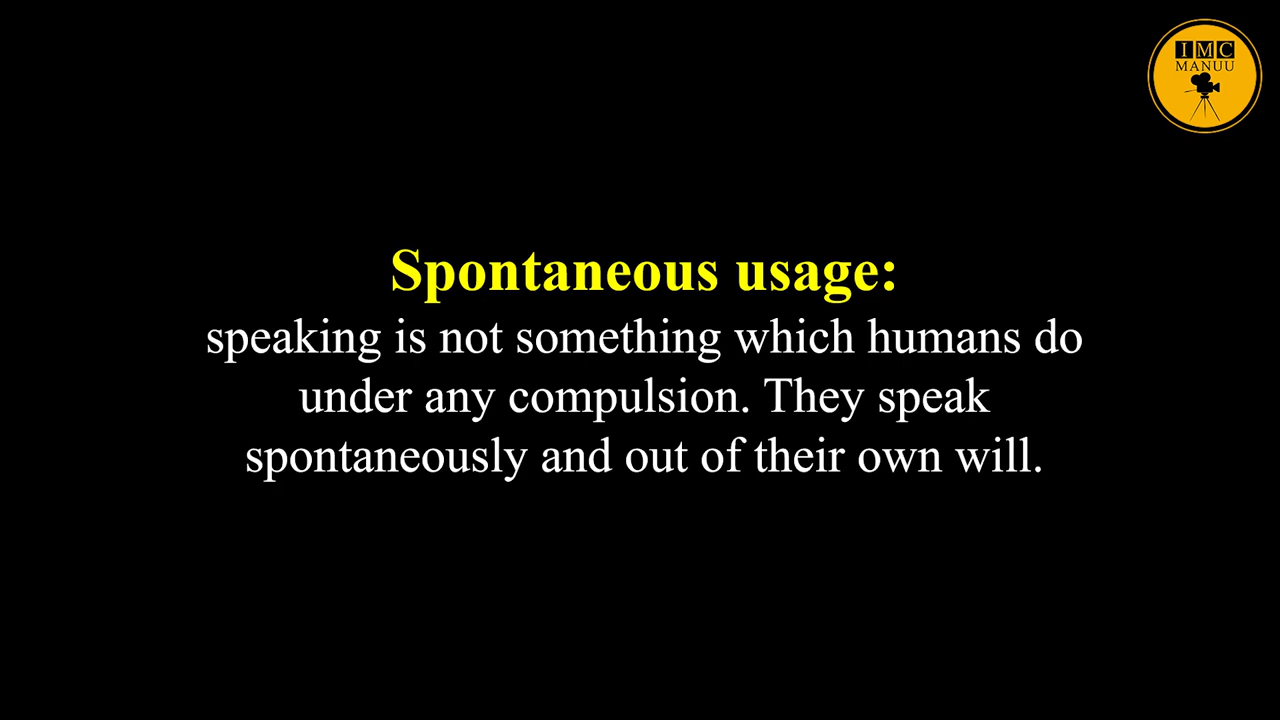 IMC
MANUU
Spontaneous usage:
speaking is not something which humans do
under any compulsion. They speak
spontaneously and out of their own will.